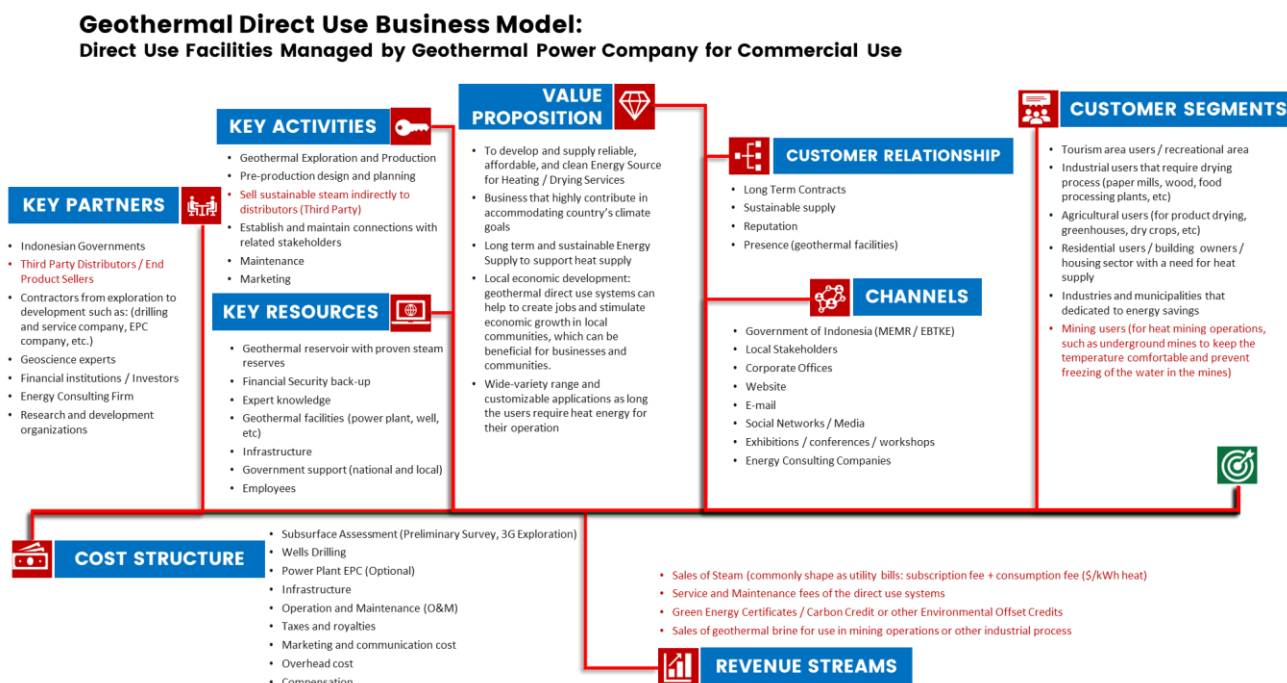 Geothermal Direct Use Business Model:
Direct Use Facilities Managed by Geothermal Power Company for Commercial Use
KEY PARTNERS
• Indonesian Governments
• Third Party Distributors / End
Product Sellers
• Contractors from exploration to
development such as: (drilling
and service company, EPC
company, etc.)
• Geoscience experts
• Financial institutions / Investors
• Energy Consulting Firm
• Research and development
organizations
KEY ACTIVITIES
• Geothermal Exploration and Production
• Pre-production design and planning
• Sell sustainable steam indirectly to
distributors (Third Party)
• Establish and maintain connections with
related stakeholders
• Maintenance
• Marketing
KEY RESOURCES
• Geothermal reservoir with proven steam
reserves
• Financial Security back-up
• Expert knowledge
• Geothermal facilities (power plant, well,
etc)
• Infrastructure
• Government support (national and local)
• Employees
VALUE
PROPOSITION
• To develop and supply reliable,
affordable, and clean Energy Source
for Heating / Drying Services
• Business that highly contribute in
accommodating country's climate
goals
• Long term and sustainable Energy
Supply to support heat supply
• Local economic development:
geothermal direct use systems can
help to create jobs and stimulate
economic growth in local
communities, which can be
beneficial for businesses and
communities.
• Wide-variety range and
customizable applications as long
the users require heat energy for
their operation
CUSTOMER RELATIONSHIP
• Long Term Contracts
• Sustainable supply
• Reputation
• Presence (geothermal facilities)
CHANNELS
• Government of Indonesia (MEMR / EBTKE)
• Local Stakeholders
• Corporate Offices
• Website
• E-mail
• Social Networks / Media
• Exhibitions / conferences / workshops
• Energy Consulting Companies
CUSTOMER SEGMENTS
• Tourism area users / recreational area
• Industrial users that require drying
process (paper mills, wood, food
processing plants, etc)
• Agricultural users (for product drying,
greenhouses, dry crops, etc)
• Residential users / building owners /
housing sector with a need for heat
supply
• Industries and municipalities that
dedicated to energy savings
• Mining users (for heat mining operations,
such as underground mines to keep the
temperature comfortable and prevent
freezing of the water in the mines)
COST STRUCTURE
• Subsurface Assessment (Preliminary Survey, 3G Exploration)
• Wells Drilling
• Power Plant EPC (Optional)
• Infrastructure
• Operation and Maintenance (O&M)
• Taxes and royalties
• Marketing and communication cost
• Overhead cost
• Compensation
• Sales of Steam (commonly shape as utility bills: subscription fee + consumption fee ($/kWh heat)
• Service and Maintenance fees of the direct use systems
• Green Energy Certificates / Carbon Credit or other Environmental Offset Credits
• Sales of geothermal brine for use in mining operations or other industrial process
REVENUE STREAMS